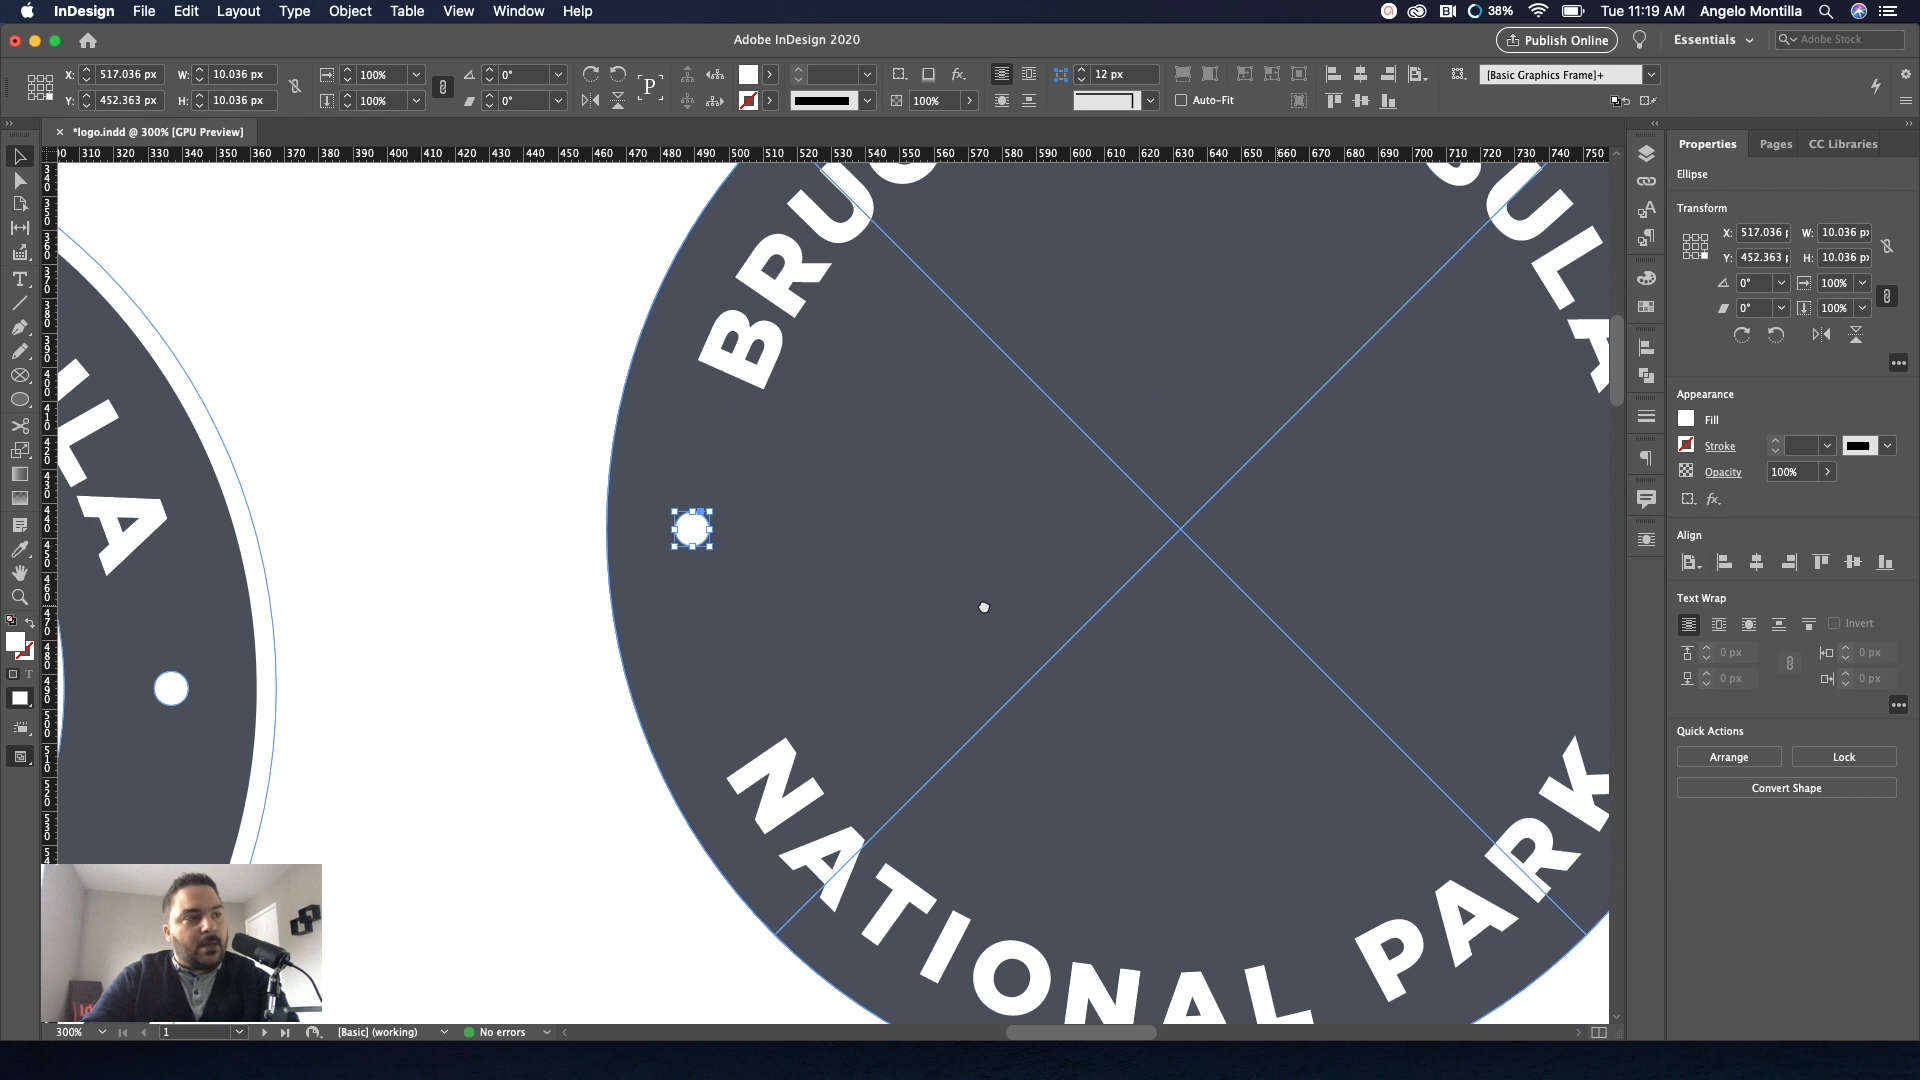 InDesign File Edit Layout Type Object Table View Window Help
38% Tue 11:19 AM Angelo Montilla
Adobe InDesign 2020
Publish Online Essentials Adobe Stock
X: 517.036 px W: 10.036 px 100% 0° P fx. 12 px [Basic Graphics Frame]+
Y: 452.363 px H: 10.036 px 100% 0° 100% Auto-Fit
*logo.indd @ 300% [GPU Preview]
310 320 330 340 350 360 370 380 390 400 410 420 430 440 450 460 470 480 490 500 510 520 530 540 550 560 570 580 590 600 610 620 630 640 650 660 670 680 690 700 710 720 730 740 750
Properties Pages CC Libraries
Ellipse
Transform
X: 517.036 W: 10.036 px
Y: 452.363 H: 10.036 px
0° 100%
0° 100%
Appearance
Fill
Stroke
Opacity 100%
fx.
Align
Text Wrap
Invert
0 px 0 px
0 px 0 px
Quick Actions
Arrange Lock
Convert Shape
BRU
ULA
ILA
NATIONAL PARK
300% 1 [Basic] (working) No errors